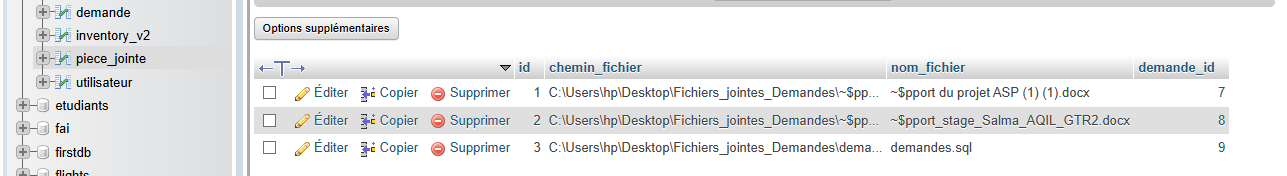 demande
inventory_v2
piece_jointe
utilisateur
etudiants
fai
firstdb
flights
Options supplémentaires
id chemin_fichier nom_fichier demande_id
Éditer Copier Supprimer 1 C:\Users\hp\Desktop\Fichiers_jointes_Demandes\~$pp... ~$pport du projet ASP (1) (1).docx 7
Éditer Copier Supprimer 2 C:\Users\hp\Desktop\Fichiers_jointes_Demandes\~$pp... ~$pport_stage_Salma_AQIL_GTR2.docx 8
Éditer Copier Supprimer 3 C:\Users\hp\Desktop\Fichiers_jointes_Demandes\dema... demandes.sql 9